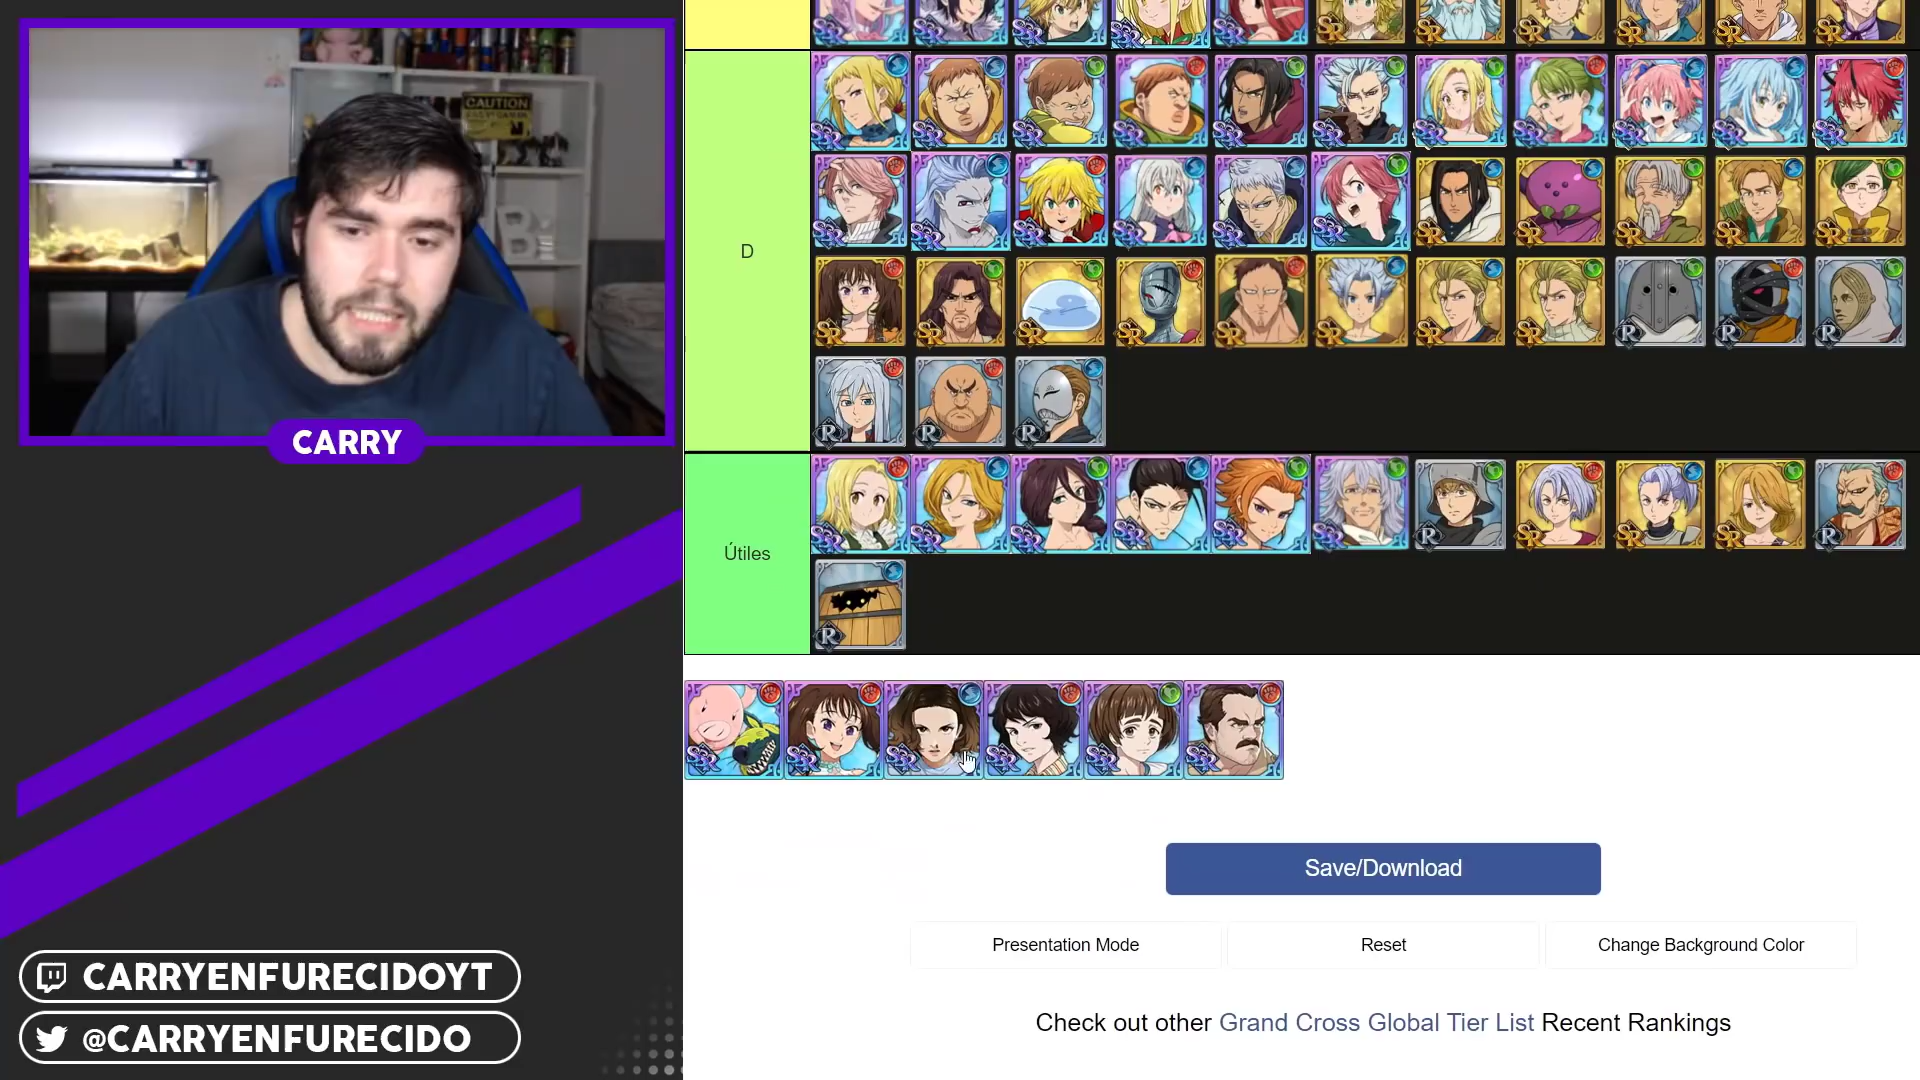 CAUTION
CARRY
CARRYENFURECIDOYT
@CARRYENFURECIDO
D
Útiles
Save/Download
Presentation Mode
Reset
Change Background Color
Check out other Grand Cross Global Tier List Recent Rankings